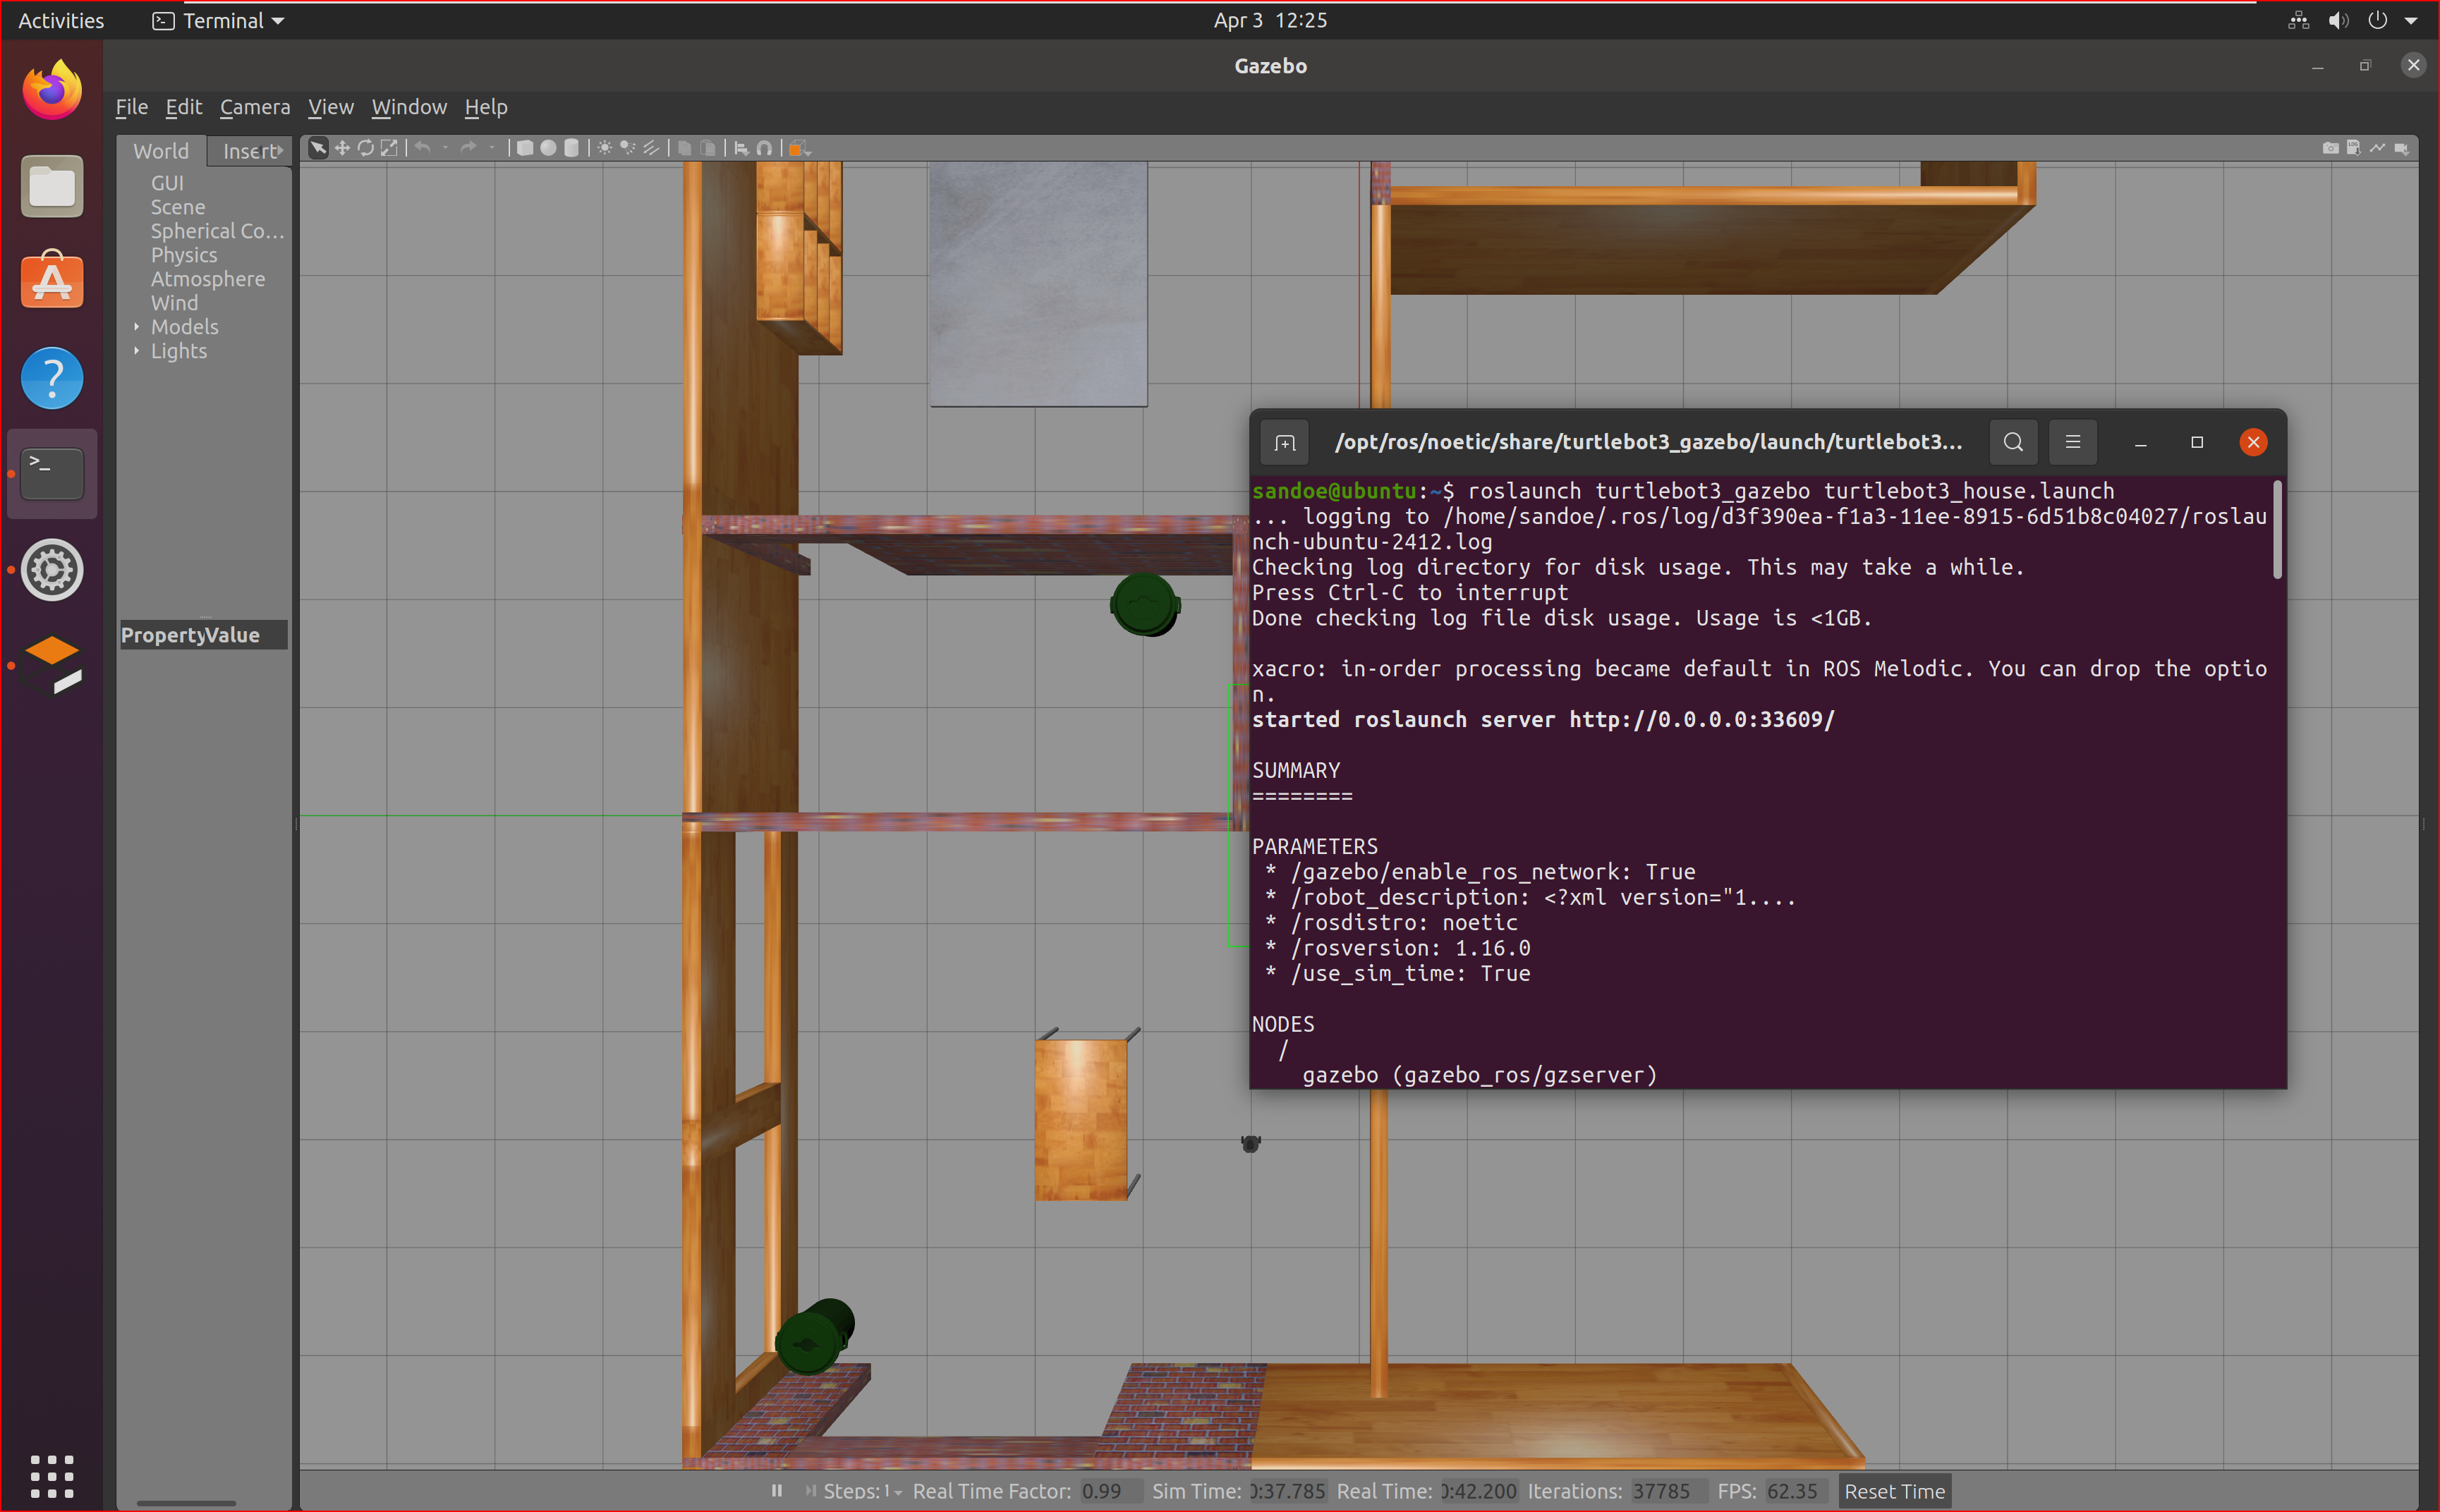 Activities Terminal Apr 3 12:25
Gazebo
File Edit Camera View Window Help
World Insert
GUI
Scene
Spherical Co...
Physics
Atmosphere
Wind
Models
Lights
PropertyValue
/opt/ros/noetic/share/turtlebot3_gazebo/launch/turtlebot3...
sandoe@ubuntu:~$ roslaunch turtlebot3_gazebo turtlebot3_house.launch
... logging to /home/sandoe/.ros/log/d3f390ea-f1a3-11ee-8915-6d51b8c04027/roslau
nch-ubuntu-2412.log
Checking log directory for disk usage. This may take a while.
Press Ctrl-C to interrupt
Done checking log file disk usage. Usage is <1GB.
xacro: in-order processing became default in ROS Melodic. You can drop the optio
n.
started roslaunch server http://0.0.0.0:33609/
SUMMARY
========
PARAMETERS
* /gazebo/enable_ros_network: True
* /robot_description: <?xml version="1....
* /rosdistro: noetic
* /rosversion: 1.16.0
* /use_sim_time: True
NODES
/
gazebo (gazebo_ros/gzserver)
Steps: 1 Real Time Factor: 0.99 Sim Time: 0:37.785 Real Time: 0:42.200 Iterations: 37785 FPS: 62.35 Reset Time